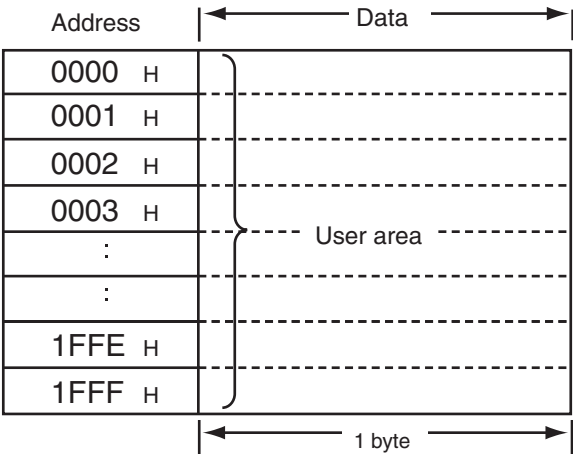 Address Data
0000 H
0001 H
0002 H
0003 H
User area
:
:
1FFE H
1FFF H
1 byte